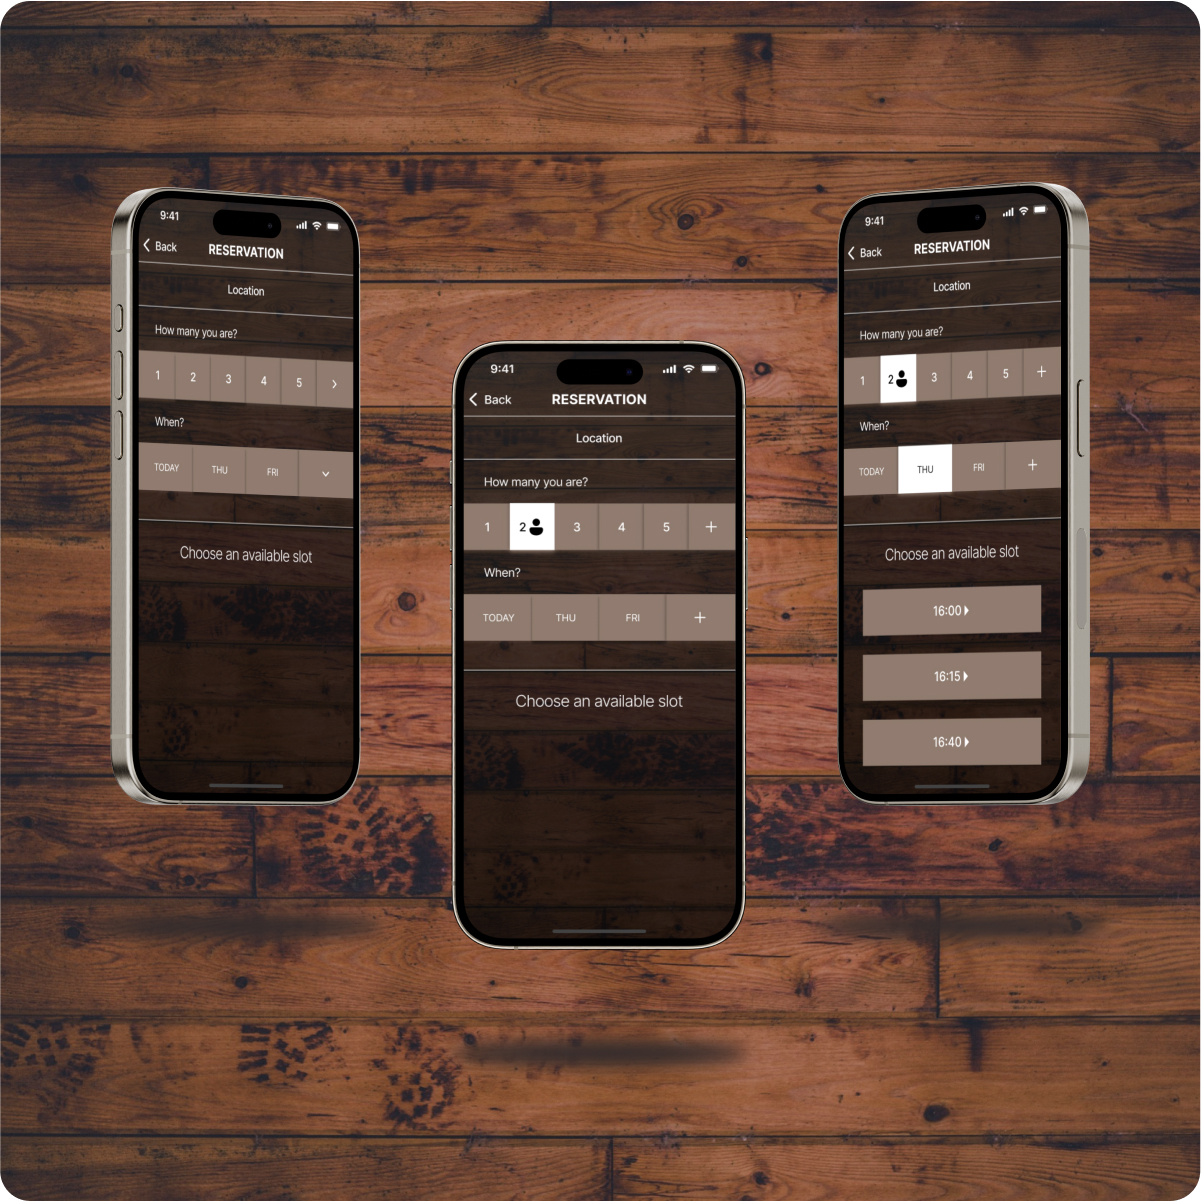 9:41
Back
RESERVATION
Location
How many you are?
1 2 3 4 5
When?
TODAY THU FRI
Choose an available slot
9:41
Back
RESERVATION
Location
How many you are?
1 2 3 4 5 +
When?
TODAY THU FRI +
Choose an available slot
9:41
Back
RESERVATION
Location
How many you are?
1 2 3 4 5 +
When?
TODAY THU FRI +
Choose an available slot
16:00
16:15
16:40